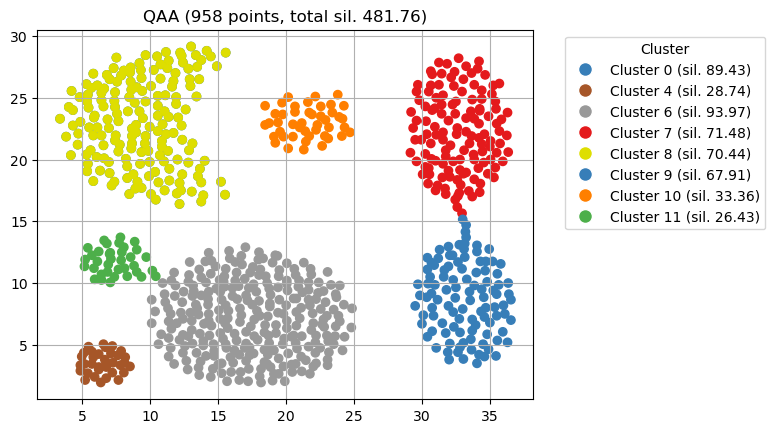 QAA (958 points, total sil. 481.76)
30
25
20
15
10
5
5 10 15 20 25 30 35
Cluster
Cluster 0 (sil. 89.43)
Cluster 4 (sil. 28.74)
Cluster 6 (sil. 93.97)
Cluster 7 (sil. 71.48)
Cluster 8 (sil. 70.44)
Cluster 9 (sil. 67.91)
Cluster 10 (sil. 33.36)
Cluster 11 (sil. 26.43)